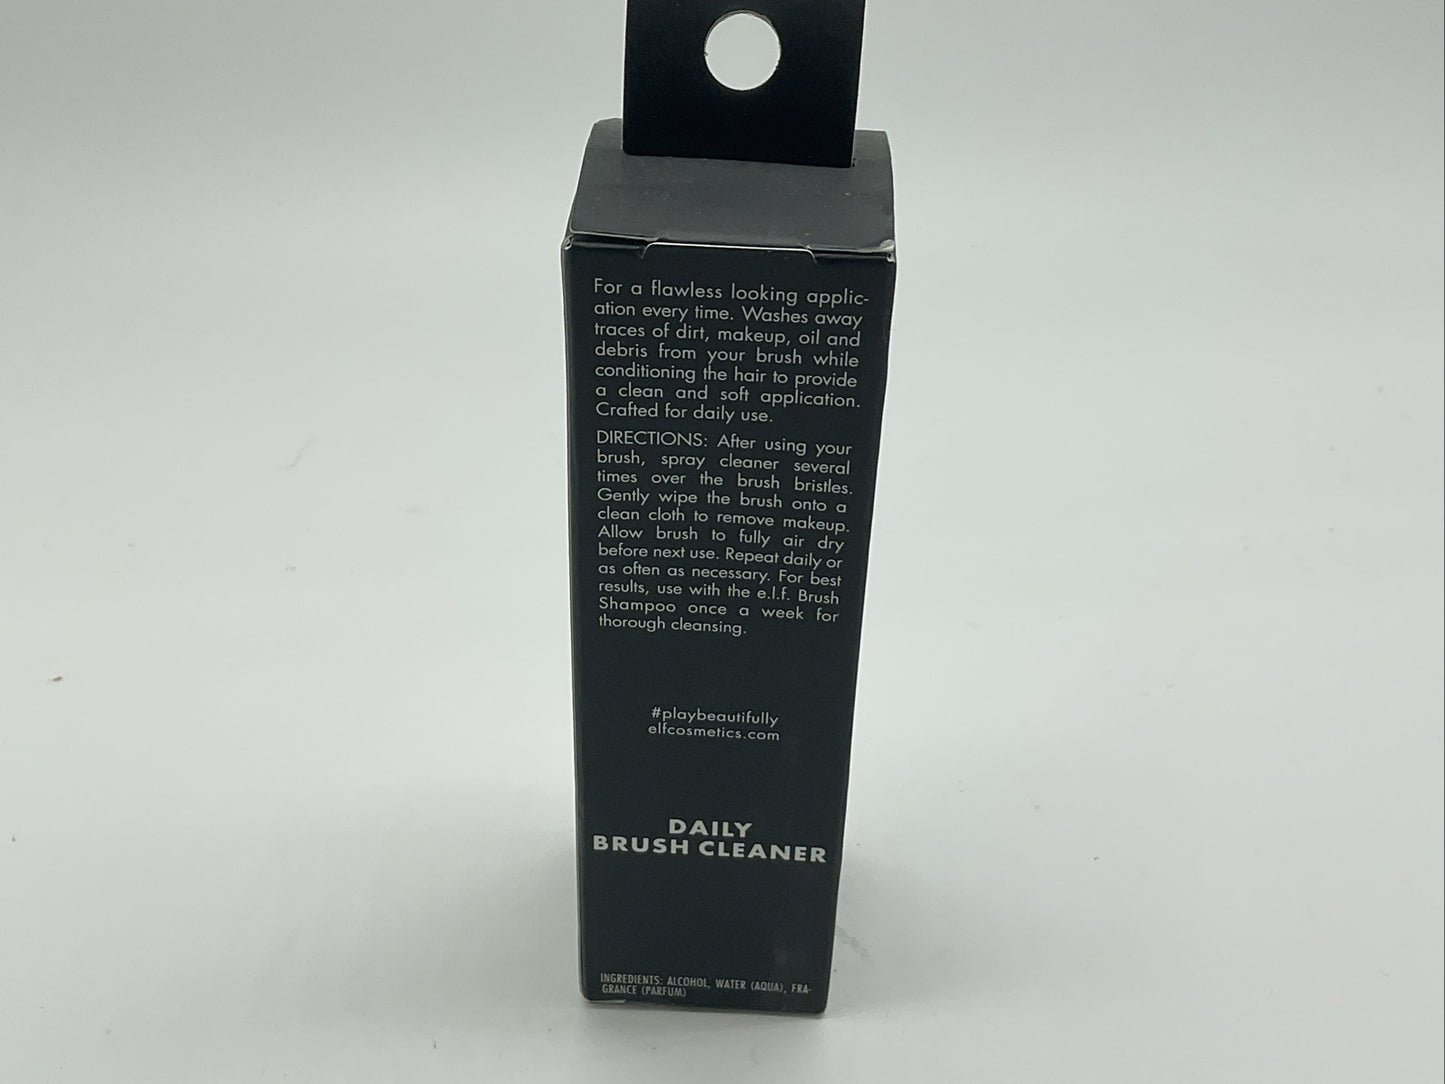 For a flawless looking applic-
ation every time. Washes away
traces of dirt, makeup, oil and
debris from your brush while
conditioning the hair to provide
a clean and soft application.
Crafted for daily use.
DIRECTIONS: After using your
brush, spray cleaner several
times over the brush bristles.
Gently wipe the brush onto a
clean cloth to remove makeup.
Allow brush to fully air dry
before next use. Repeat daily or
as often as necessary. For best
results, use with the e.l.f. Brush
Shampoo once a week for
thorough cleansing.
#playbeautifully
elfcosmetics.com
DAILY
BRUSH CLEANER
INGREDIENTS: ALCOHOL, WATER (AQUA), FRA-
GRANCE (PARFUM)